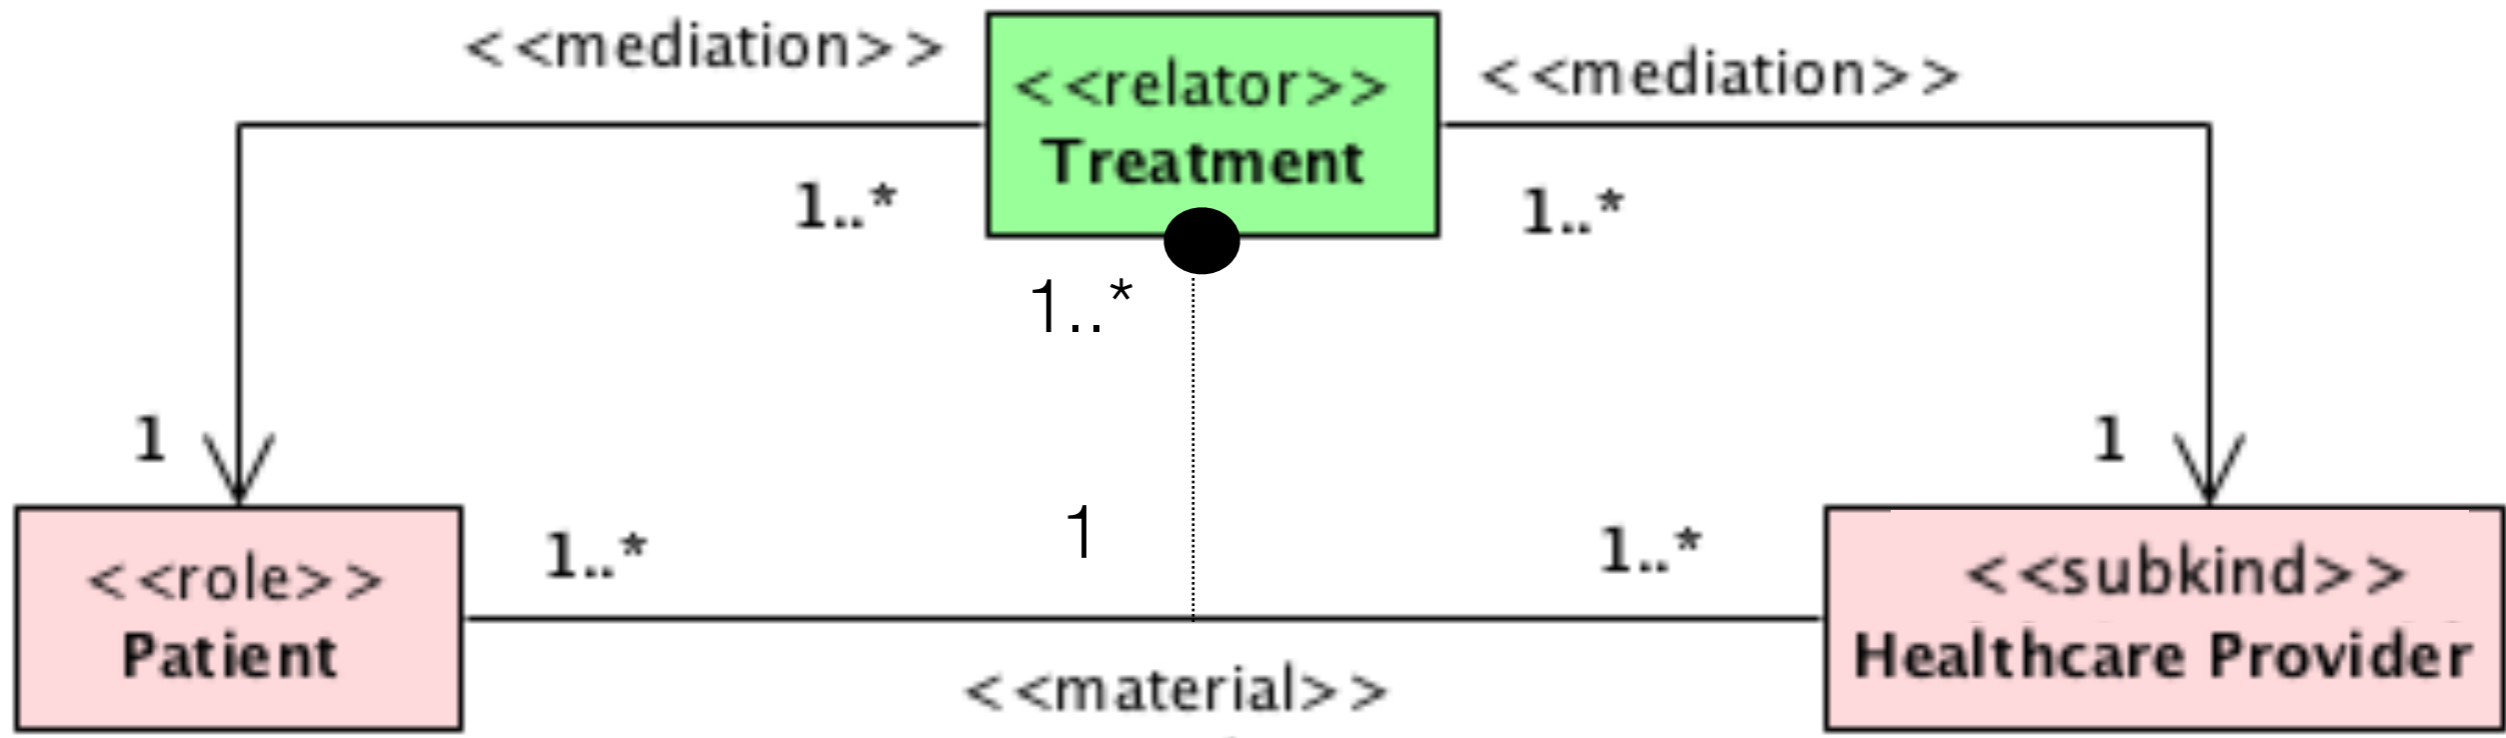 <<mediation>>
<<relator>>
Treatment
<<mediation>>
1..*
1..*
1..*
1
1
<<role>>
Patient
1..*
1
1..*
<<subkind>>
Healthcare Provider
<<material>>